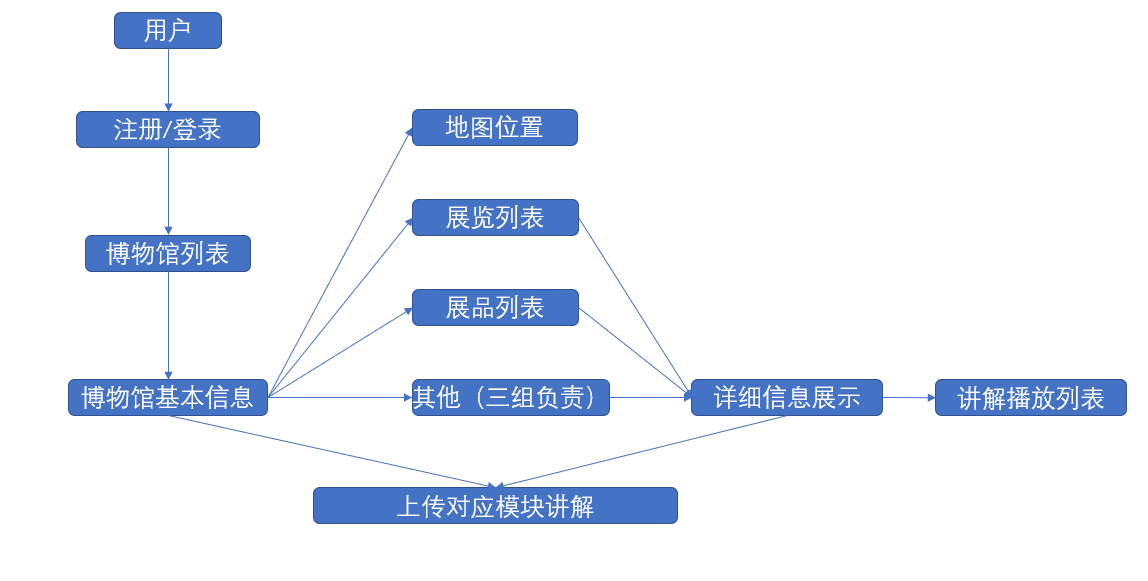 用户
注册/登录
地图位置
展览列表
博物馆列表
展品列表
博物馆基本信息
其他（三组负责）
详细信息展示
讲解播放列表
上传对应模块讲解